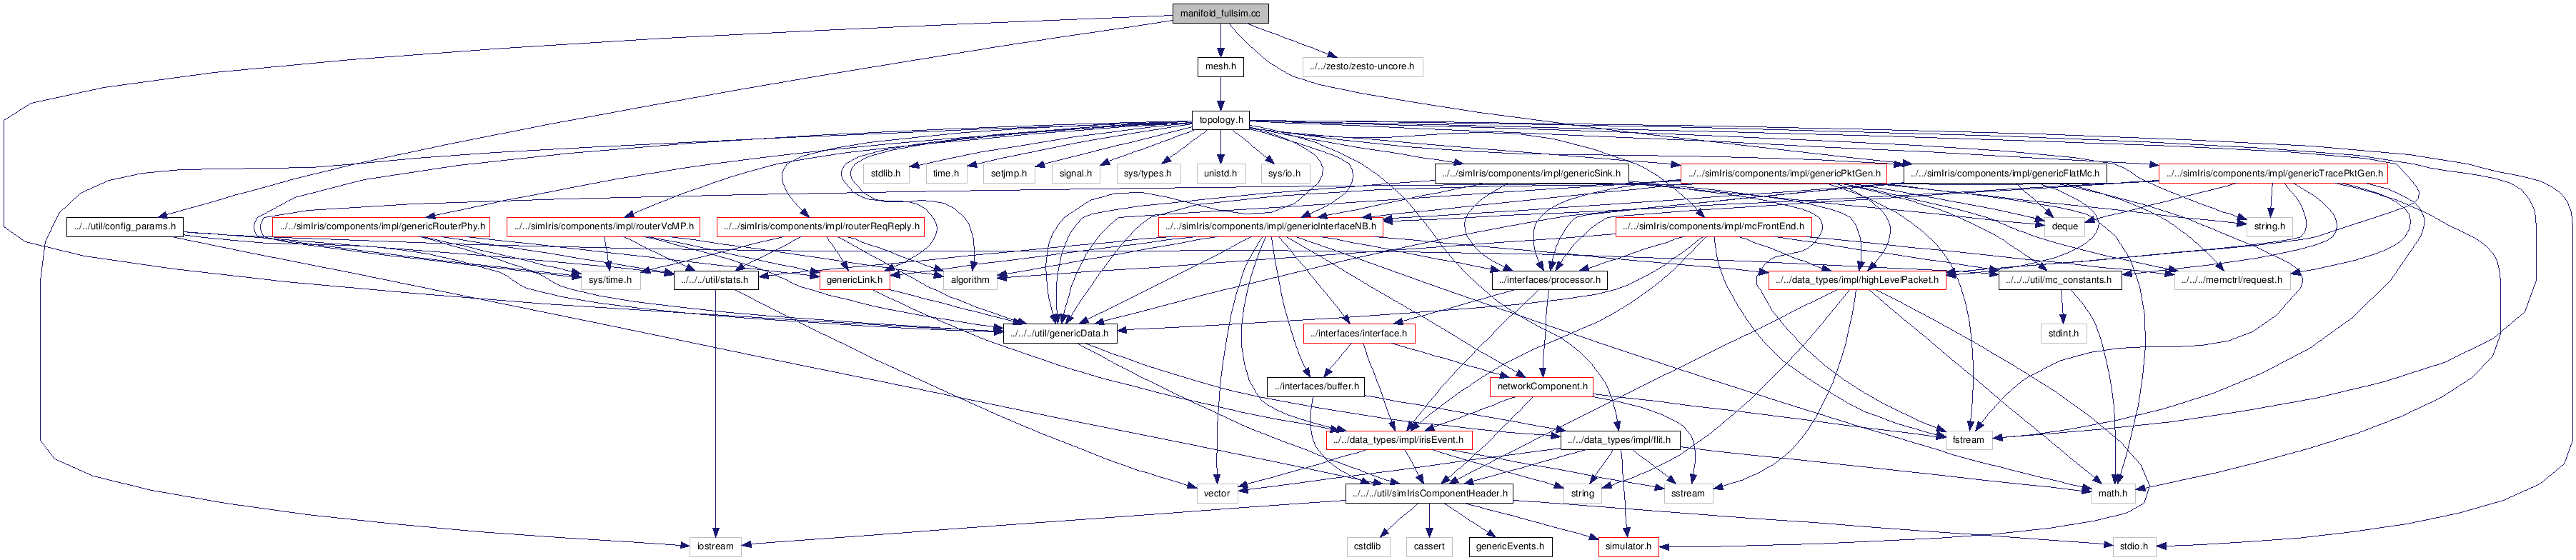 manifold_fullsim.cc
mesh.h
../../zesto/zesto-uncore.h
topology.h
stdlib.h
time.h
setjmp.h
signal.h
sys/types.h
unistd.h
sys/io.h
../../simIris/components/impl/genericSink.h
../../simIris/components/impl/genericPktGen.h
../../simIris/components/impl/genericFlatMc.h
../../simIris/components/impl/genericTracePktGen.h
../../util/config_params.h
../../simIris/components/impl/genericRouterPhy.h
../../simIris/components/impl/routerVcMP.h
../../simIris/components/impl/routerReqReply.h
../../simIris/components/impl/genericInterfaceNB.h
../../simIris/components/impl/mcFrontEnd.h
deque
string.h
sys/time.h
../../../util/stats.h
genericLink.h
algorithm
../interfaces/processor.h
../../data_types/impl/highLevelPacket.h
../../../util/mc_constants.h
../../../../memctrl/request.h
../../../util/genericData.h
../interfaces/interface.h
stdint.h
../interfaces/buffer.h
networkComponent.h
../../data_types/impl/irisEvent.h
../../data_types/impl/flit.h
fstream
vector
../../../util/simIrisComponentHeader.h
string
sstream
math.h
iostream
cstdlib
cassert
genericEvents.h
simulator.h
stdio.h